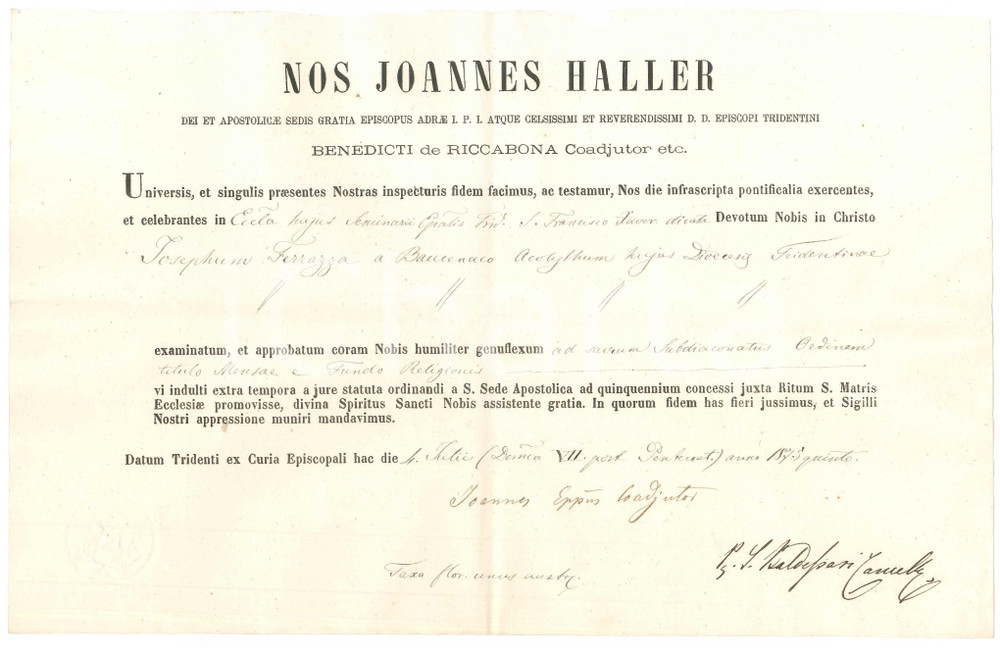 NOS JOANNES HALLER
DEI ET APOSTOLICÆ SEDIS GRATIA EPISCOPUS ADRÆ I. P. I. ATQUE CELSISSIMI ET REVERENDISSIMI D. D. EPISCOPI TRIDENTINI
BENEDICTI de RICCABONA Coadjutor etc.
Universis, et singulis præsentes Nostras inspecturis fidem facimus, ac testamur, Nos die infrascripta pontificalia exercentes,
et celebrantes in Eccla hujus Seminarii Epalis Trid. S. Francisco Xaver. dicata Devotum Nobis in Christo
Josephum Ferrazza a Baucenaco Acolythum hujus Diocesis Tridentinae
" " " "
examinatum, et approbatum coram Nobis humiliter genuflexum ad sacrum Subdiaconatus Ordinem
titulo Mensae e Fundo Religionis
vi indulti extra tempora a jure statuta ordinandi a S. Sede Apostolica ad quinquennium concessi juxta Ritum S. Matris
Ecclesiæ promovisse, divina Spiritus Sancti Nobis assistente gratia. In quorum fidem has fieri jussimus, et Sigilli
Nostri appressione muniri mandavimus.
Datum Tridenti ex Curia Episcopali hac die 4. Julii (Domca VII. post Pentecost.) anno 1875 quinto.
Joannes Eppus Coadjutor
P. S. Baldessari
Taxa flor. unius austr.